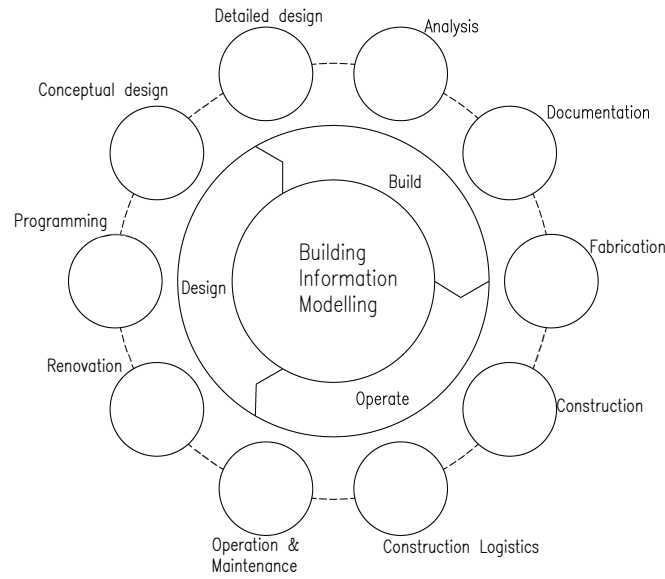 Detailed design
Analysis
Conceptual design
Documentation
Build
Programming
Fabrication
Building
Information
Modelling
Design
Renovation
Operate
Construction
Operation &
Maintenance
Construction Logistics